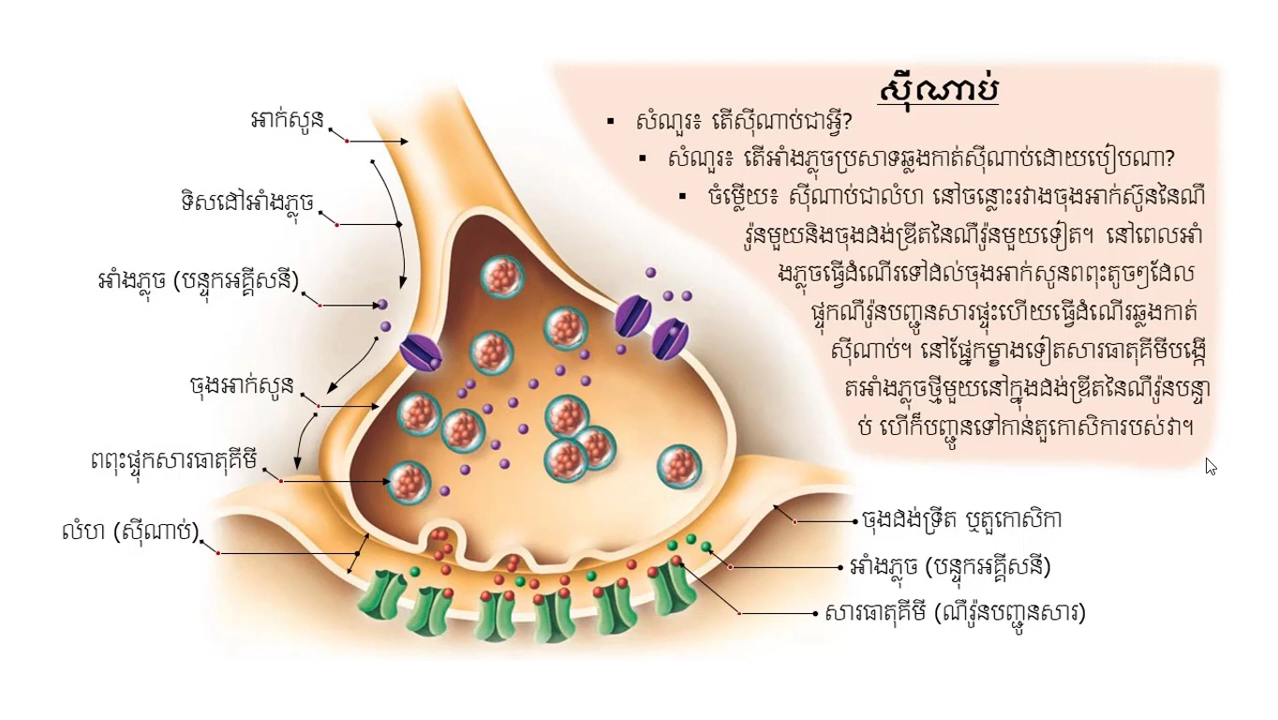 ស៊ីណាប់
▪ សំណួរ៖ តើស៊ីណាប់ជាអ្វី?
▪ សំណួរ៖ តើអាំងភ្លុចប្រសាទឆ្លងកាត់ស៊ីណាប់ដោយបៀបណា?
▪ ចំម្លើយ៖ ស៊ីណាប់ជាលំហ នៅចន្លោះរវាងចុងអាក់ស៊ូននៃណឺ
រ៉ូនមួយនិងចុងដង់ឌ្រីតនៃណឺរ៉ូនមួយទៀត។ នៅពេលអាំ
ងភ្លុចធ្វើដំណើរទៅដល់ចុងអាក់សូនពពុះតូចៗដែល
ផ្ទុកណឺរ៉ូនបញ្ជូនសារផ្ទុះហើយធ្វើដំណើរឆ្លងកាត់
ស៊ីណាប់។ នៅផ្នែកម្ខាងទៀតសារធាតុគីមីបង្កើ
តអាំងភ្លុចថ្មីមួយនៅក្នុងដង់ឌ្រីតនៃណឺរ៉ូនបន្ទា
ប់ ហើក៏បញ្ជូនទៅកាន់តួកោសិការបស់វា។
អាក់សូន
ទិសដៅអាំងភ្លុច
អាំងភ្លុច (បន្ទុកអគ្គីសនី)
ចុងអាក់សូន
ពពុះផ្ទុកសារធាតុគីមី
លំហ (ស៊ីណាប់)
ចុងដង់ទ្រីត ឬតួកោសិកា
អាំងភ្លុច (បន្ទុកអគ្គីសនី)
សារធាតុគីមី (ណឺរ៉ូនបញ្ជូនសារ)